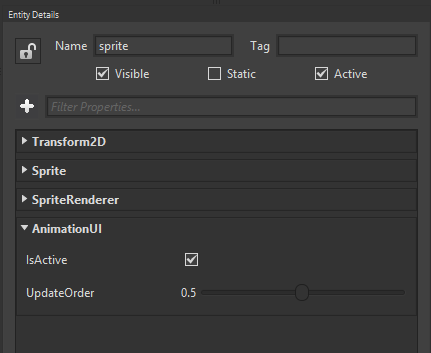 Entity Details
Name sprite Tag
Visible Static Active
Filter Properties...
Transform2D
Sprite
SpriteRenderer
AnimationUI
IsActive
UpdateOrder 0.5